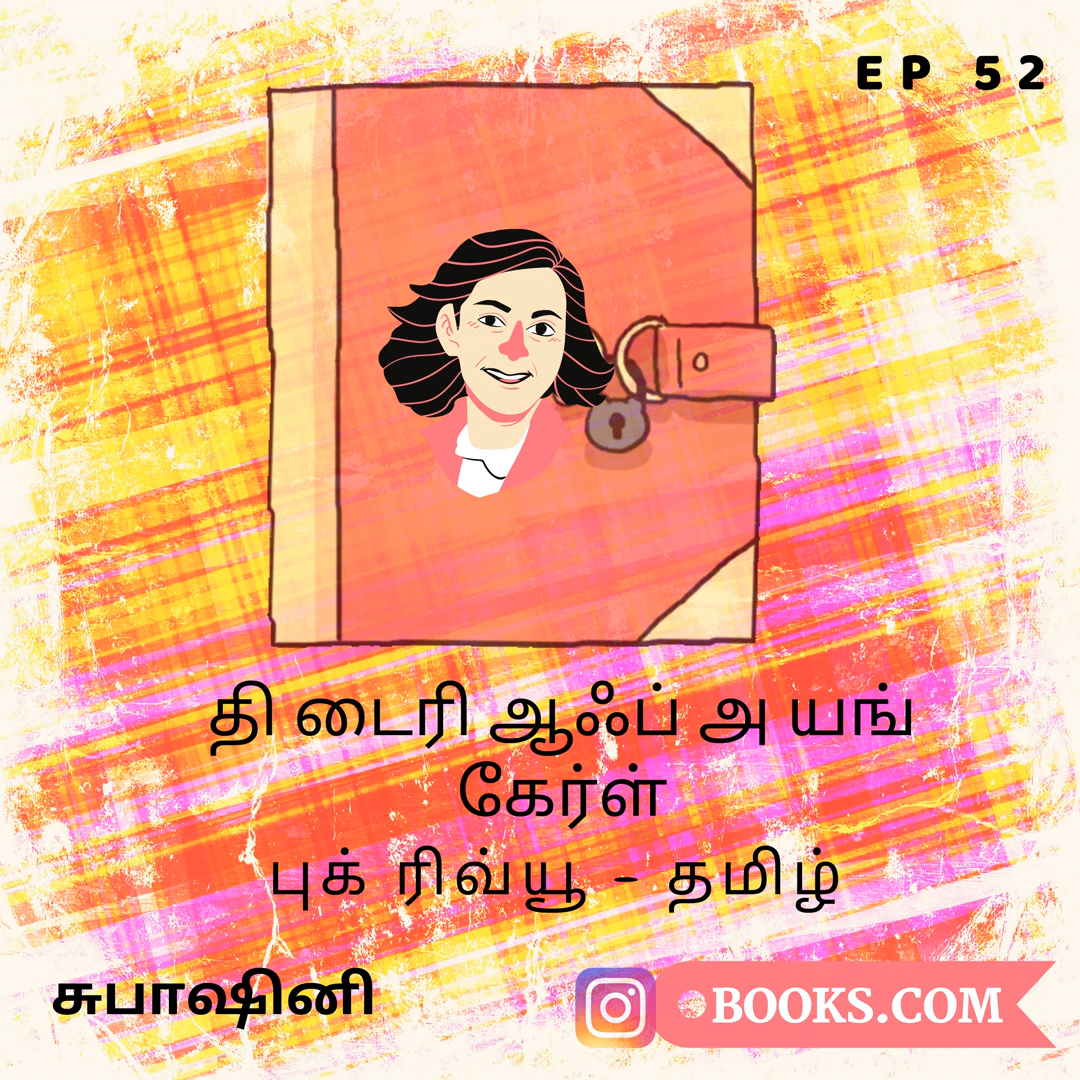 EP 52
தி டைரி ஆஃப் அ யங்
கேர்ள்
புக் ரிவ்யூ - தமிழ்
சுபாஷினி
BOOKS.COM